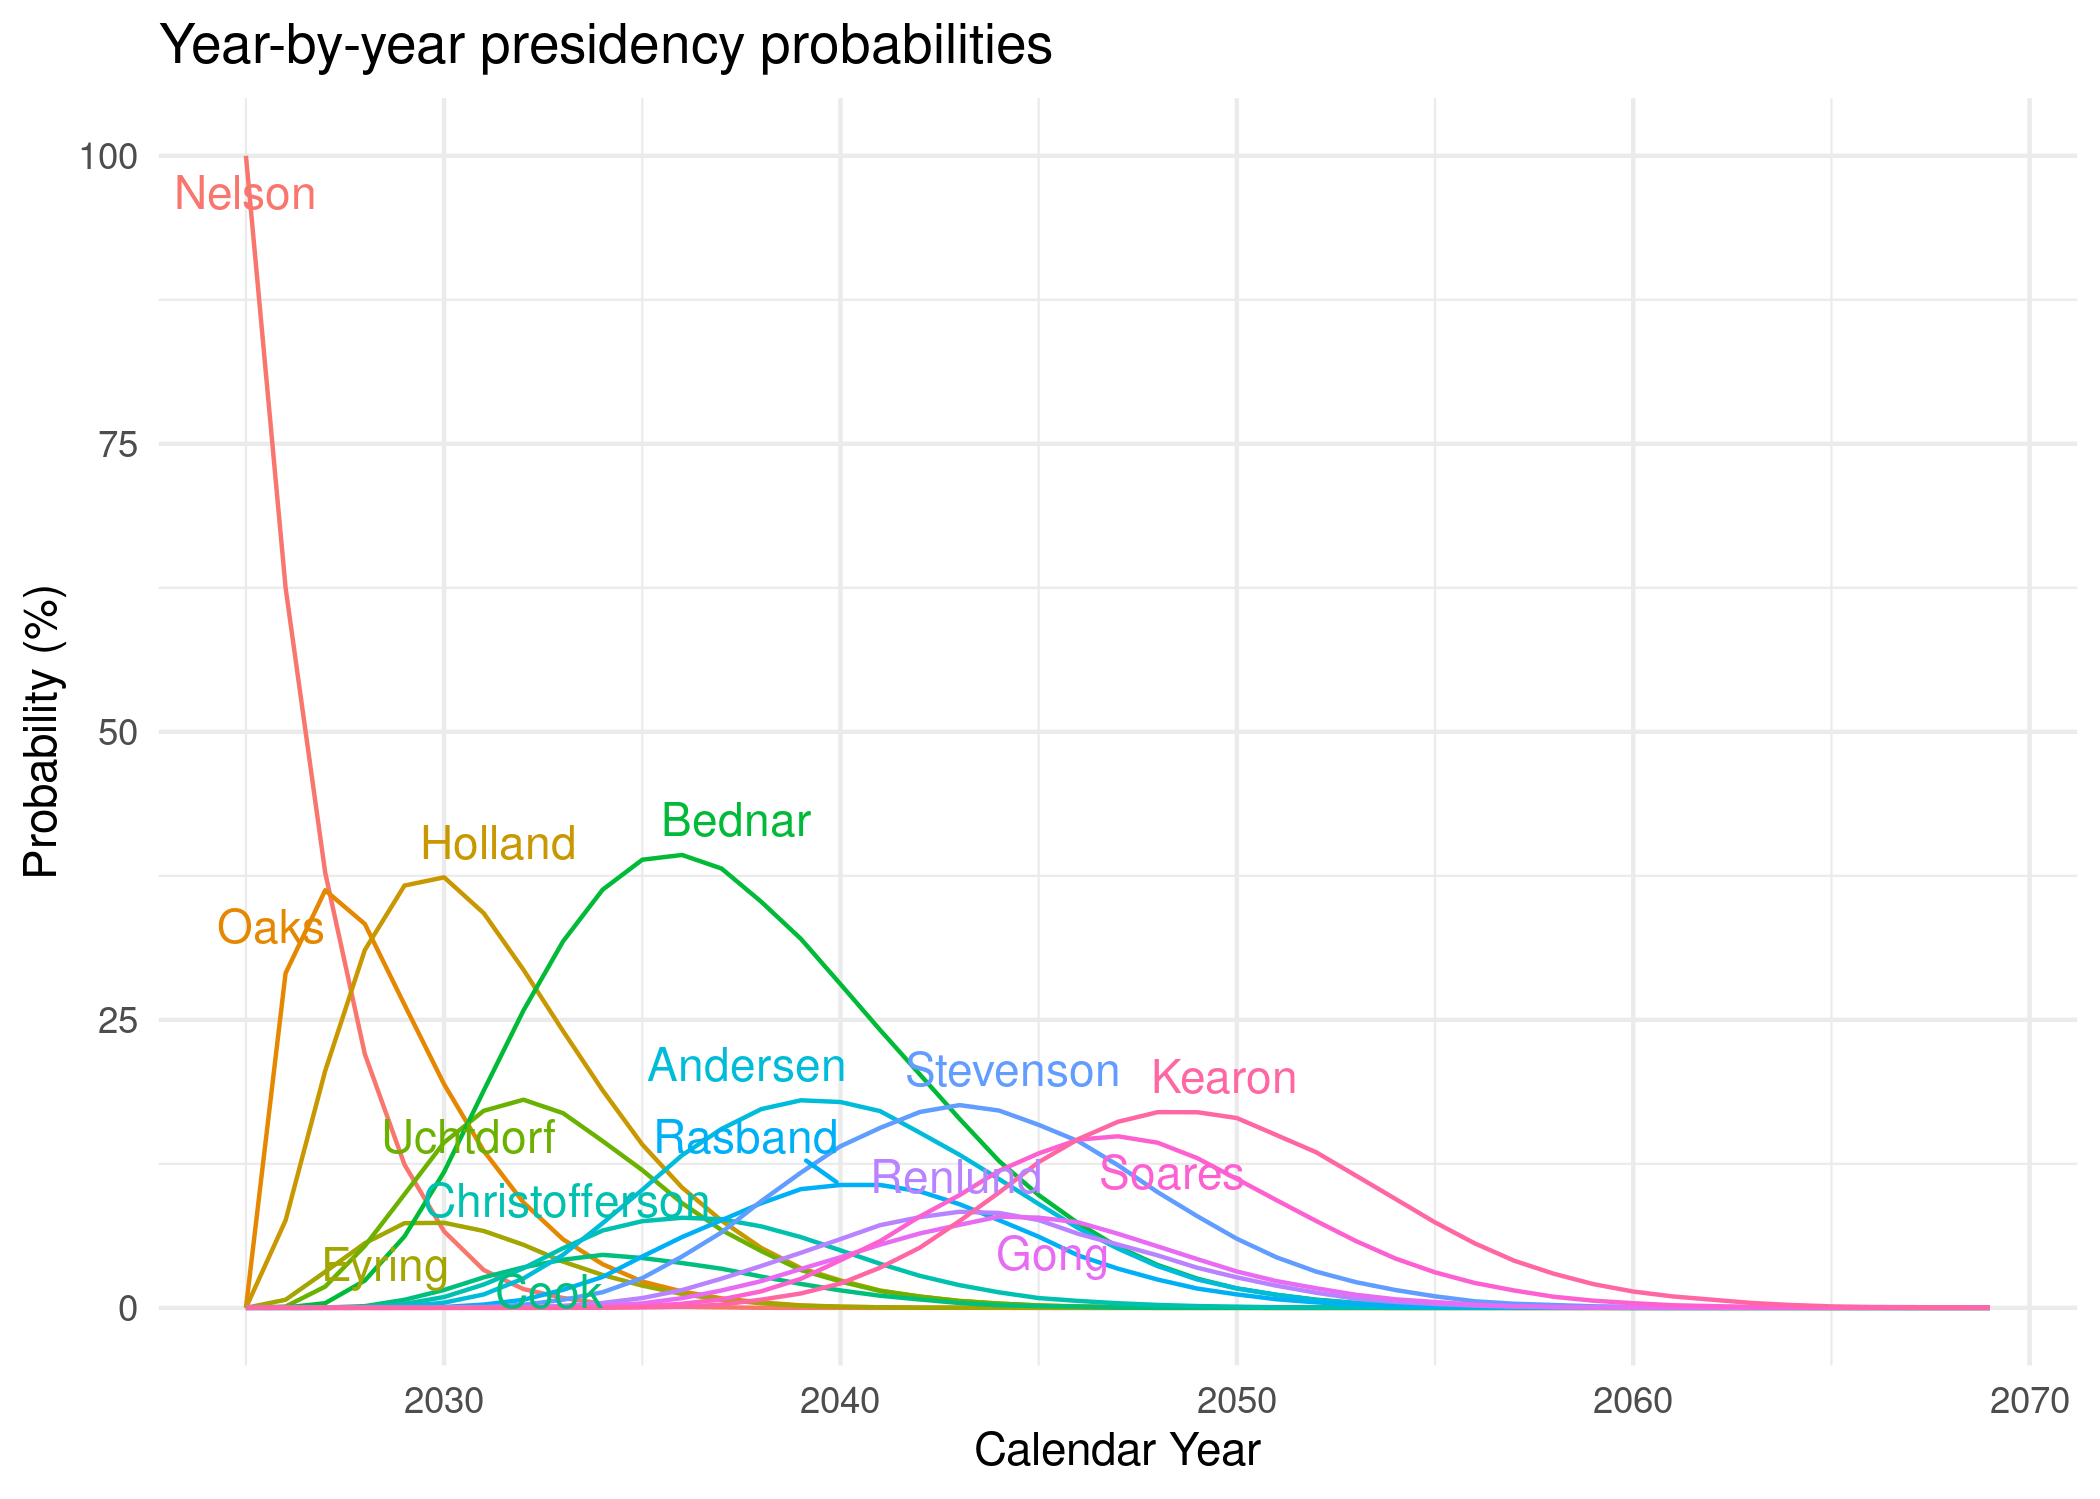 Year-by-year presidency probabilities
100
Nelson
75
50
Bednar
Holland
Oaks
25
Andersen
Stevenson
Kearon
Uchtdorf
Rasband
Renlund
Soares
Christofferson
Eyring
Gong
Cook
0
2030
2040
2050
2060
2070
Calendar Year
Probability (%)